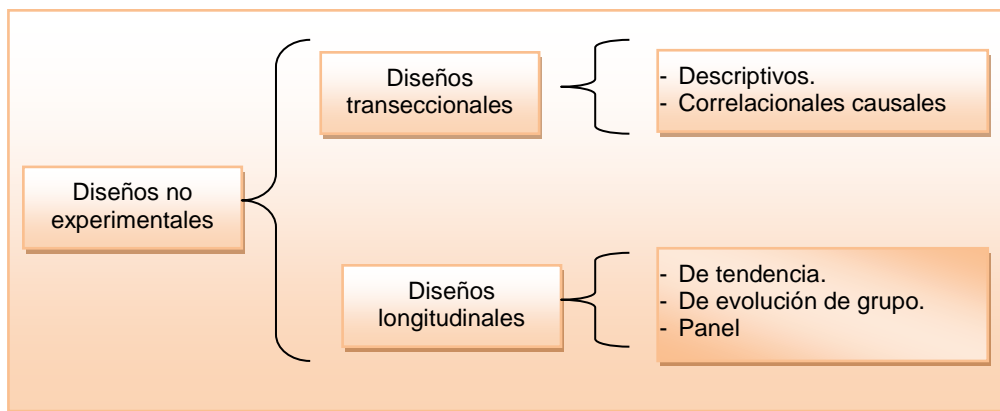 Diseños no
experimentales
Diseños
transeccionales
- Descriptivos.
- Correlacionales causales
Diseños
longitudinales
- De tendencia.
- De evolución de grupo.
- Panel